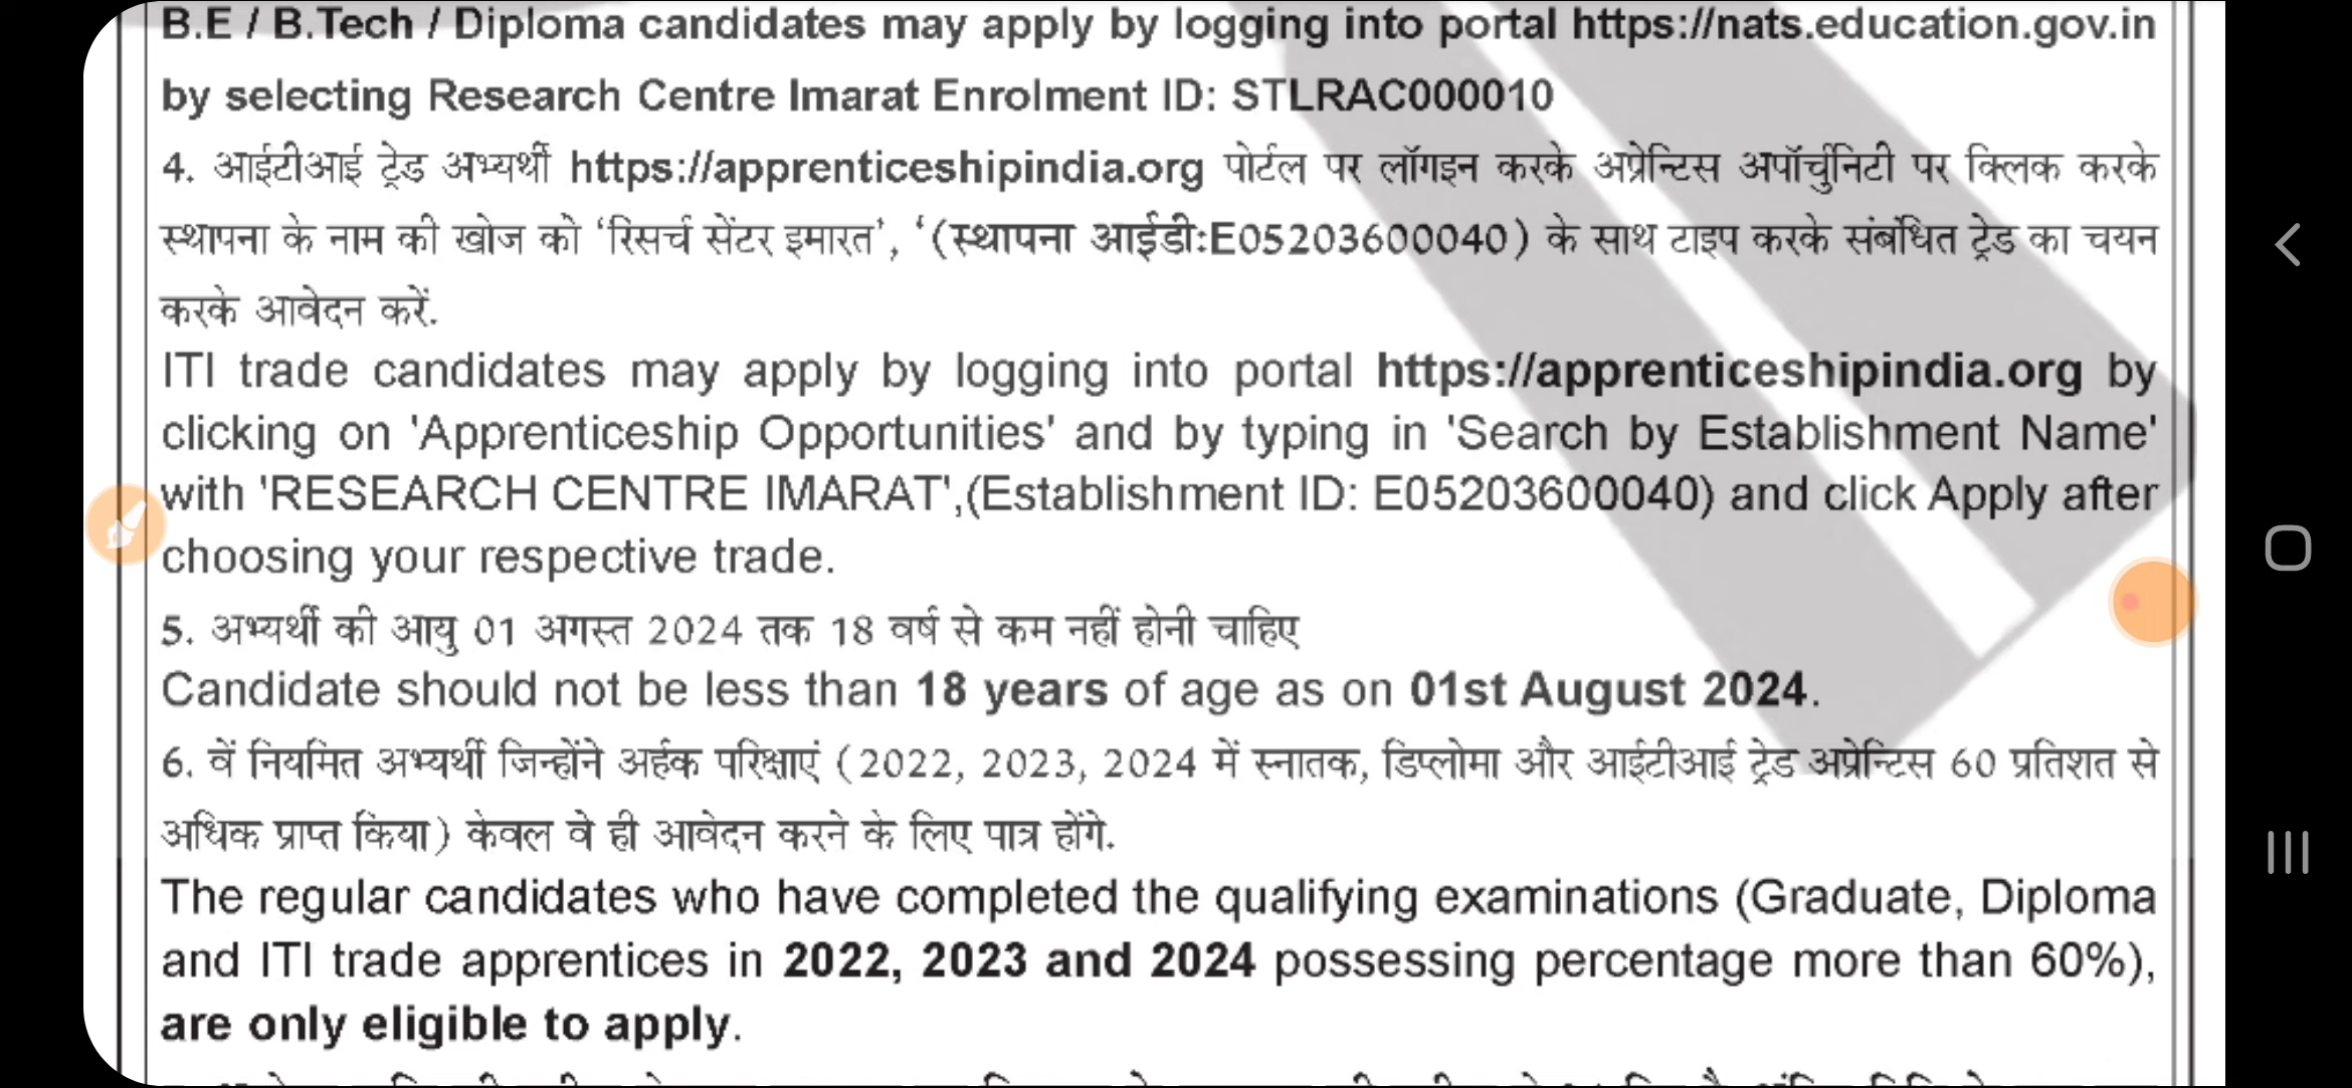 B.E / B.Tech / Diploma candidates may apply by logging into portal https://nats.education.gov.in
by selecting Research Centre Imarat Enrolment ID: STLRAC000010
4. आईटीआई ट्रेड अभ्यर्थी https://apprenticeshipindia.org पोर्टल पर लॉगइन करके अप्रेन्टिस अपॉर्चुनिटी पर क्लिक करके
स्थापना के नाम की खोज को ‘रिसर्च सेंटर इमारत’, ‘(स्थापना आईडी:E05203600040) के साथ टाइप करके संबंधित ट्रेड का चयन
करके आवेदन करें.
ITI trade candidates may apply by logging into portal https://apprenticeshipindia.org by
clicking on 'Apprenticeship Opportunities' and by typing in 'Search by Establishment Name'
with 'RESEARCH CENTRE IMARAT',(Establishment ID: E05203600040) and click Apply after
choosing your respective trade.
5. अभ्यर्थी की आयु 01 अगस्त 2024 तक 18 वर्ष से कम नहीं होनी चाहिए
Candidate should not be less than 18 years of age as on 01st August 2024.
6. वें नियमित अभ्यर्थी जिन्होंने अर्हक परिक्षाएं (2022, 2023, 2024 में स्नातक, डिप्लोमा और आईटीआई ट्रेड अप्रेन्टिस 60 प्रतिशत से
अधिक प्राप्त किया) केवल वे ही आवेदन करने के लिए पात्र होंगे.
The regular candidates who have completed the qualifying examinations (Graduate, Diploma
and ITI trade apprentices in 2022, 2023 and 2024 possessing percentage more than 60%),
are only eligible to apply.